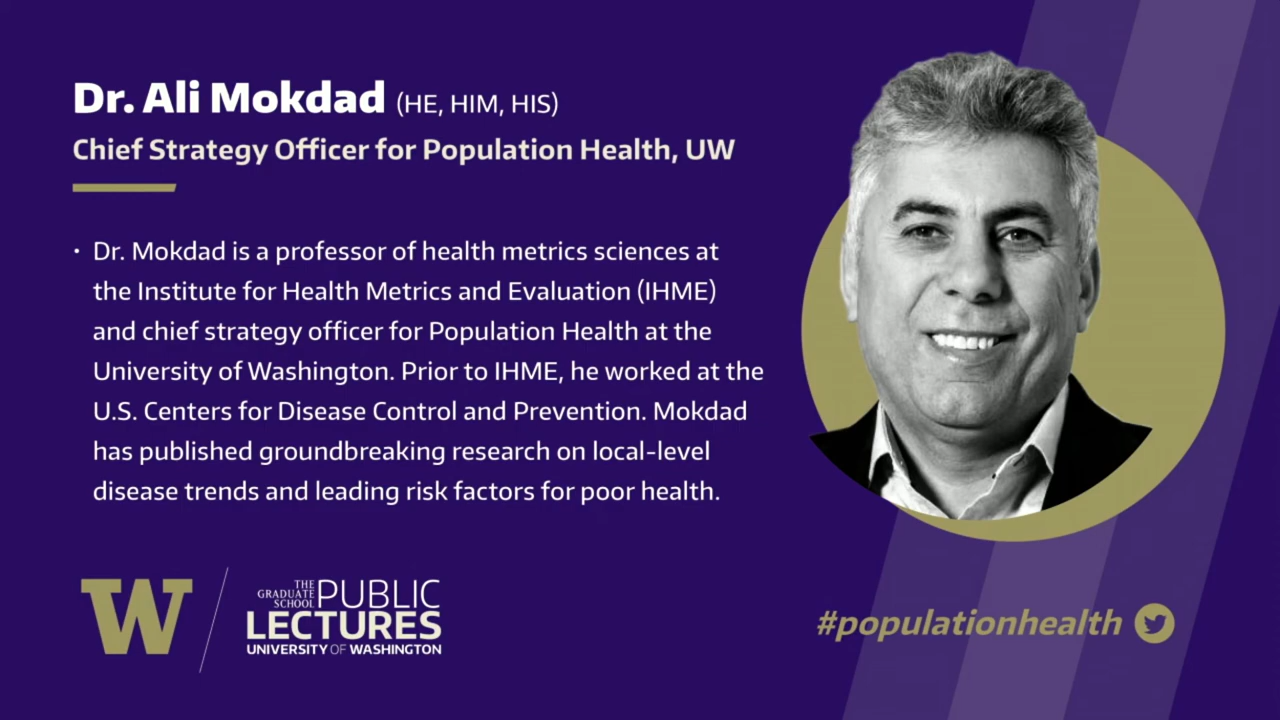 Dr. Ali Mokdad (HE, HIM, HIS)
Chief Strategy Officer for Population Health, UW
• Dr. Mokdad is a professor of health metrics sciences at
the Institute for Health Metrics and Evaluation (IHME)
and chief strategy officer for Population Health at the
University of Washington. Prior to IHME, he worked at the
U.S. Centers for Disease Control and Prevention. Mokdad
has published groundbreaking research on local-level
disease trends and leading risk factors for poor health.
W
THE GRADUATE SCHOOL PUBLIC
LECTURES
UNIVERSITY OF WASHINGTON
#populationhealth